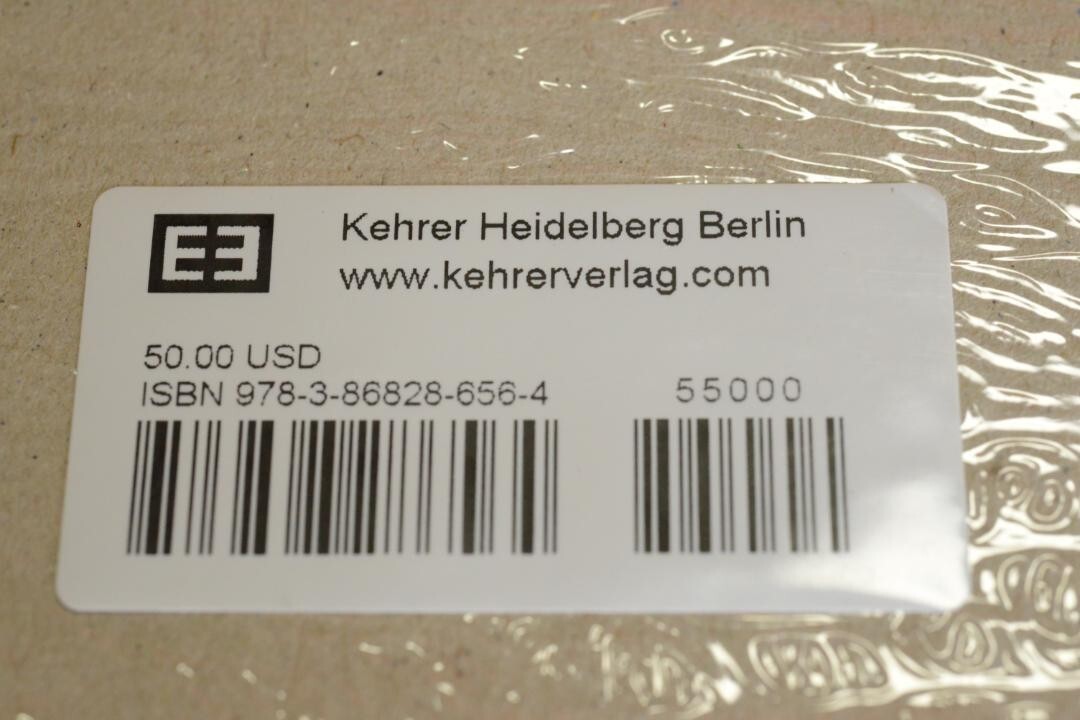 Kehrer Heidelberg Berlin
www.kehrerverlag.com
50.00 USD
ISBN 978-3-86828-656-4
55000